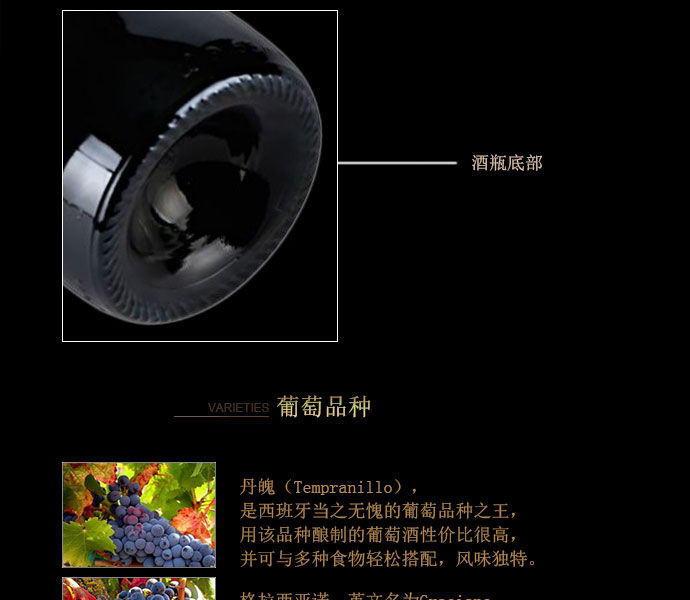 酒瓶底部
VARIETIES 葡萄品种
丹魄（Tempranillo），
是西班牙当之无愧的葡萄品种之王，
用该品种酿制的葡萄酒性价比很高，
并可与多种食物轻松搭配，风味独特。